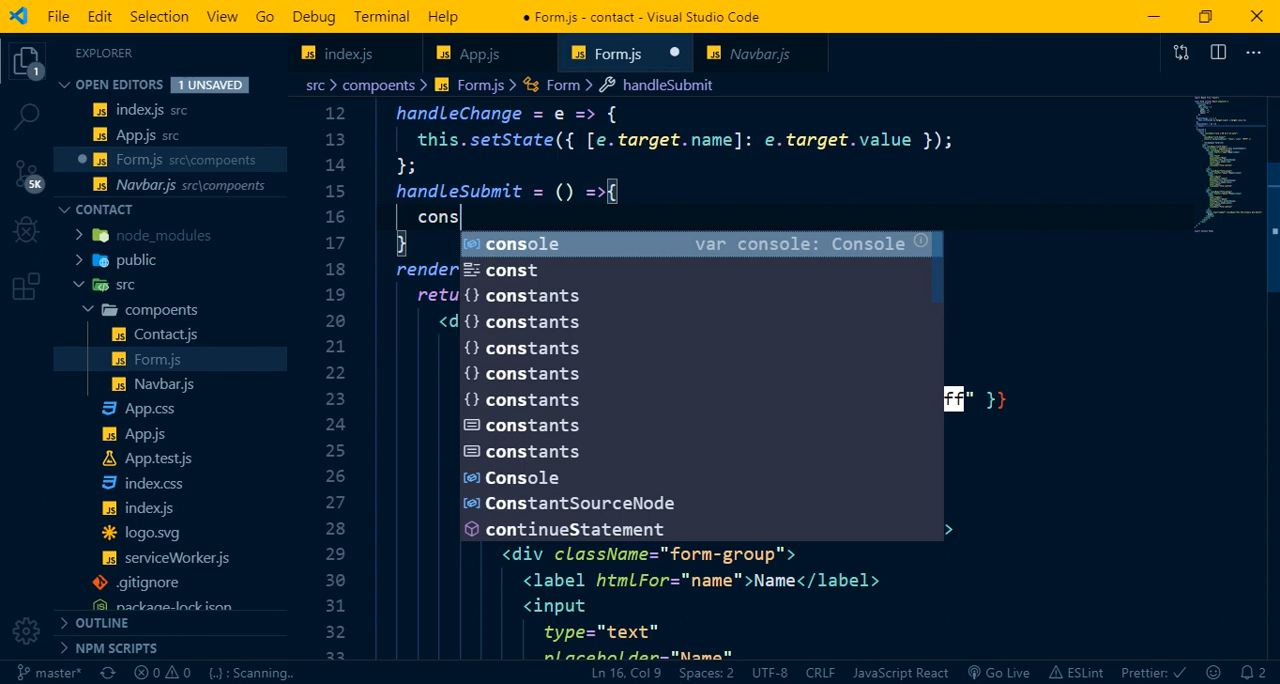 File Edit Selection View Go Debug Terminal Help ● Form.js - contact - Visual Studio Code
EXPLORER
OPEN EDITORS 1 UNSAVED
index.js src
App.js src
Form.js src\compoents
Navbar.js src\compoents
CONTACT
node_modules
public
src
compoents
Contact.js
Form.js
Navbar.js
App.css
App.js
App.test.js
index.css
index.js
logo.svg
serviceWorker.js
.gitignore
package-lock.json
OUTLINE
NPM SCRIPTS
1
5K
index.js App.js Form.js Navbar.js
src > compoents > Form.js > Form > handleSubmit
12 handleChange = e => {
13 this.setState({ [e.target.name]: e.target.value });
14 };
15 handleSubmit = () =>{
16 cons
17 }
18 render
19 retu
20 <d
21
22
23 ff" }}
24
25
26
27
28 >
29 <div className="form-group">
30 <label htmlFor="name">Name</label>
31 <input
32 type="text"
33 placeholder="Name"
console var console: Console
const
constants
constants
constants
constants
constants
constants
constants
Console
ConstantSourceNode
continueStatement
master* 0 0 {..} : Scanning.. Ln 16, Col 9 Spaces: 2 UTF-8 CRLF JavaScript React Go Live ESLint Prettier: ✓ 2